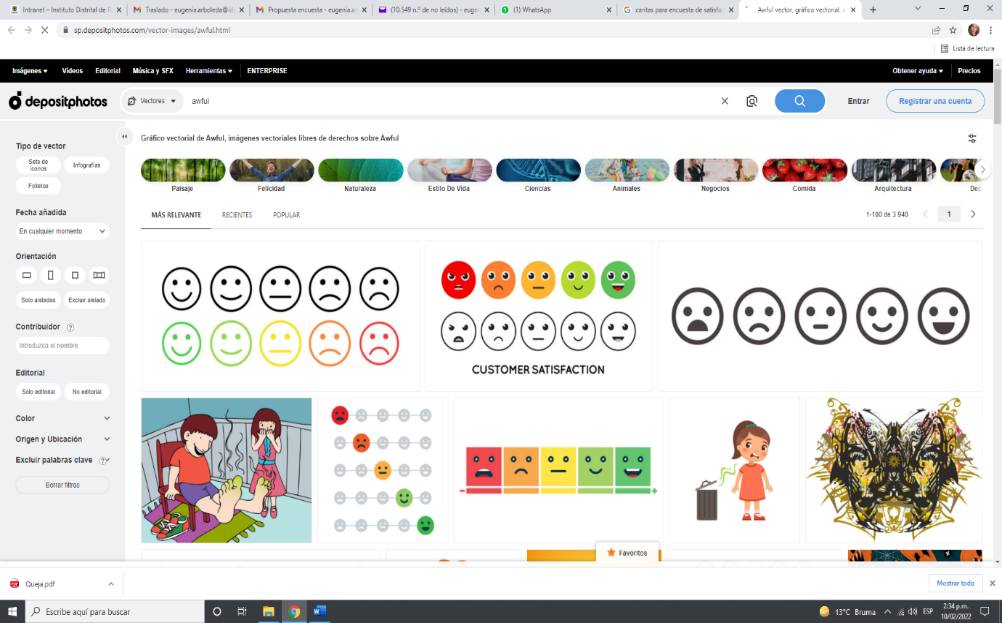 Intranet – Instituto Distrital de P
Traslado - eugenia.arboleda@id
Propuesta encuesta - eugenia.a
(10.549 n.º de no leídos) - euge
(1) WhatsApp
caritas para encuesta de satisfac
Awful vector, gráfico vectorial, i
sp.depositphotos.com/vector-images/awful.html
Lista de lectura
Imágenes
Vídeos
Editorial
Música y SFX
Herramientas
ENTERPRISE
Obtener ayuda
Precios
depositphotos
Vectores
awful
Entrar
Registrar una cuenta
Gráfico vectorial de Awful, imágenes vectoriales libres de derechos sobre Awful
Tipo de vector
Sets de
iconos
Infografías
Folletos
Paisaje
Felicidad
Naturaleza
Estilo De Vida
Ciencias
Animales
Negocios
Comida
Arquitectura
Dep
Fecha añadida
En cualquier momento
MÁS RELEVANTE
RECIENTES
POPULAR
1-100 de 3 940
1
Orientación
Solo aislados
Excluir aislado
Contribuidor
Introduzca el nombre
Editorial
Solo editorial
No editorial
Color
Origen y Ubicación
Excluir palabras clave
Borrar filtros
CUSTOMER SATISFACTION
Favoritos
Queja.pdf
Mostrar todo
Escribe aquí para buscar
13°C Bruma
ESP
2:34 p.m.
10/02/2022